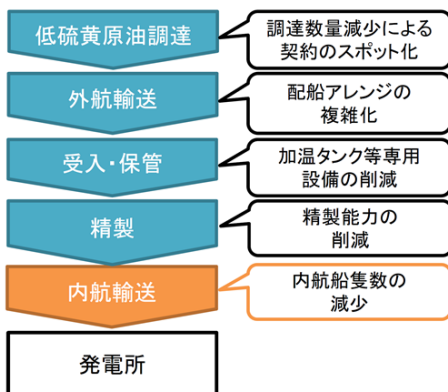 低硫黄原油調達
調達数量減少による
契約のスポット化
外航輸送
配船アレンジの
複雑化
受入・保管
加温タンク等専用
設備の削減
精製
精製能力の
削減
内航輸送
内航船隻数の
減少
発電所